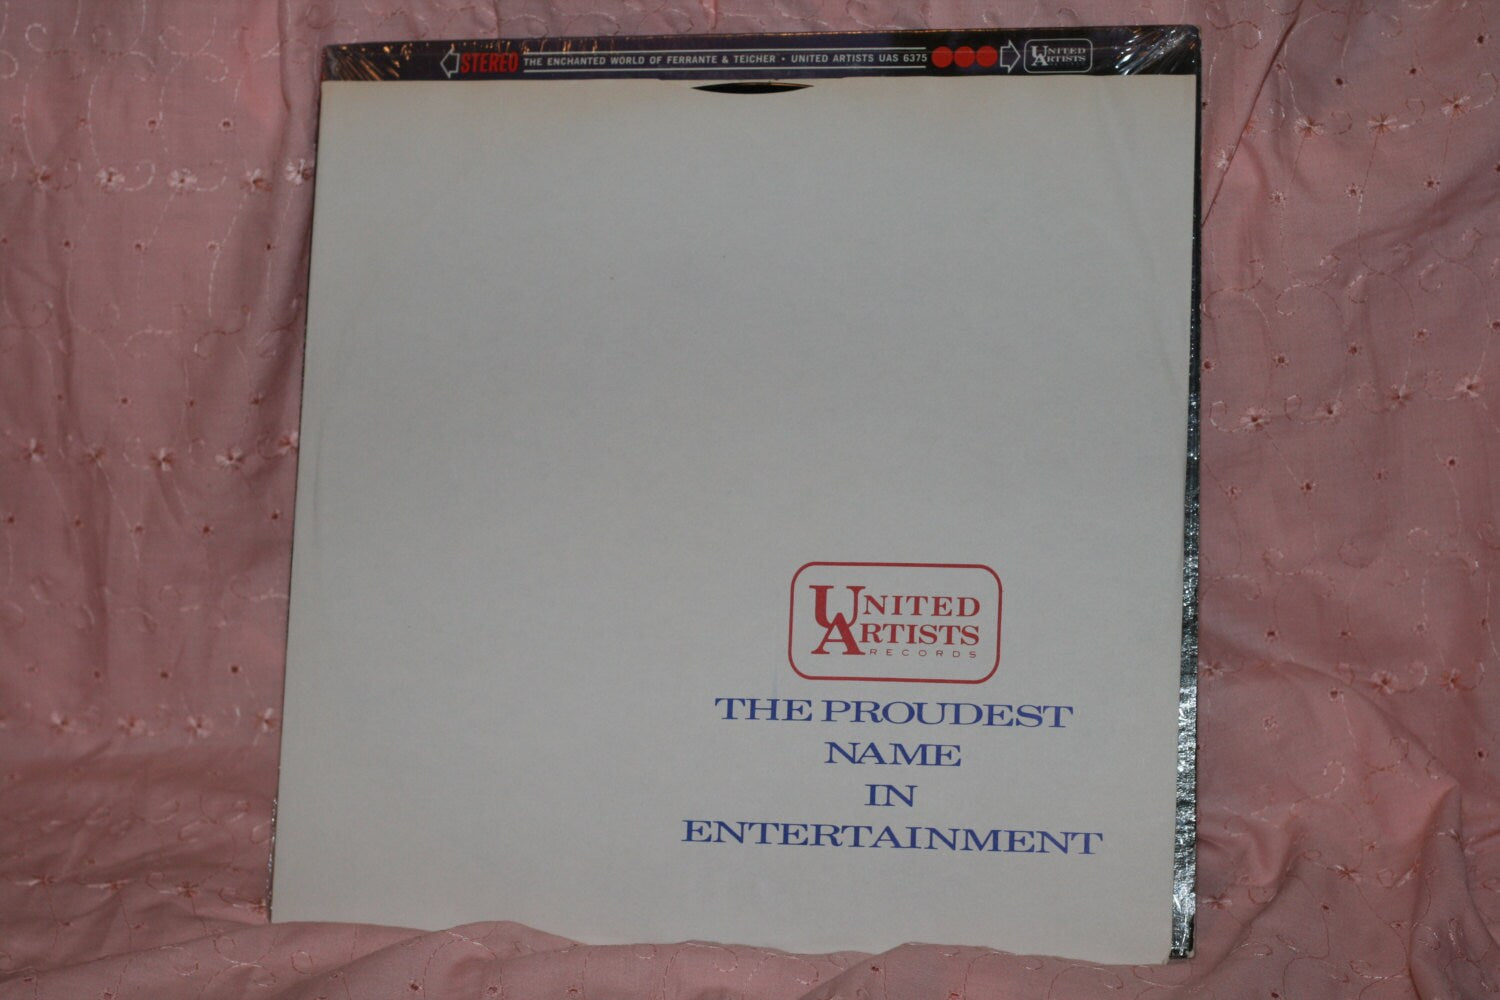 STEREO THE ENCHANTED WORLD OF FERRANTE & TEICHER • UNITED ARTISTS UAS 6375 UNITED ARTISTS
UNITED
ARTISTS
RECORDS
THE PROUDEST
NAME
IN
ENTERTAINMENT